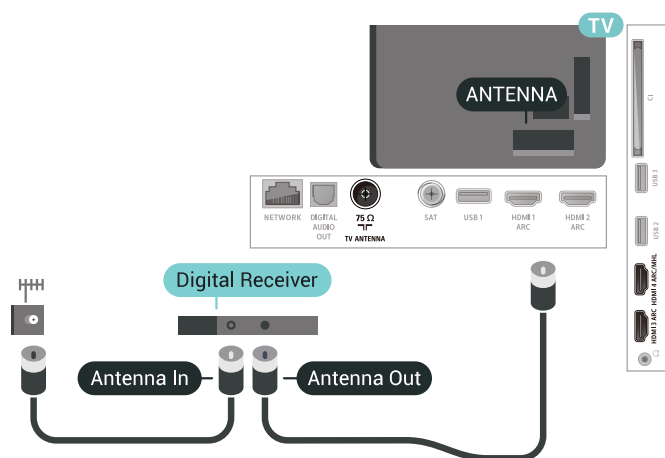 TV
ANTENNA
CI
USB 3
USB 2
HDMI 4 ARC/MHL
HDMI 3 ARC
NETWORK
DIGITAL
AUDIO
OUT
75 Ω
TV ANTENNA
SAT
USB 1
HDMI 1
ARC
HDMI 2
ARC
Digital Receiver
Antenna In
Antenna Out